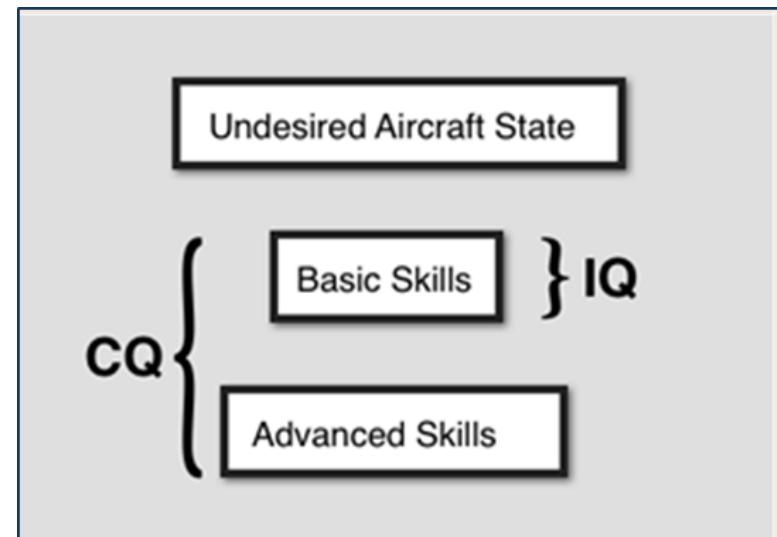 Undesired Aircraft State
Basic Skills
IQ
CQ
Advanced Skills